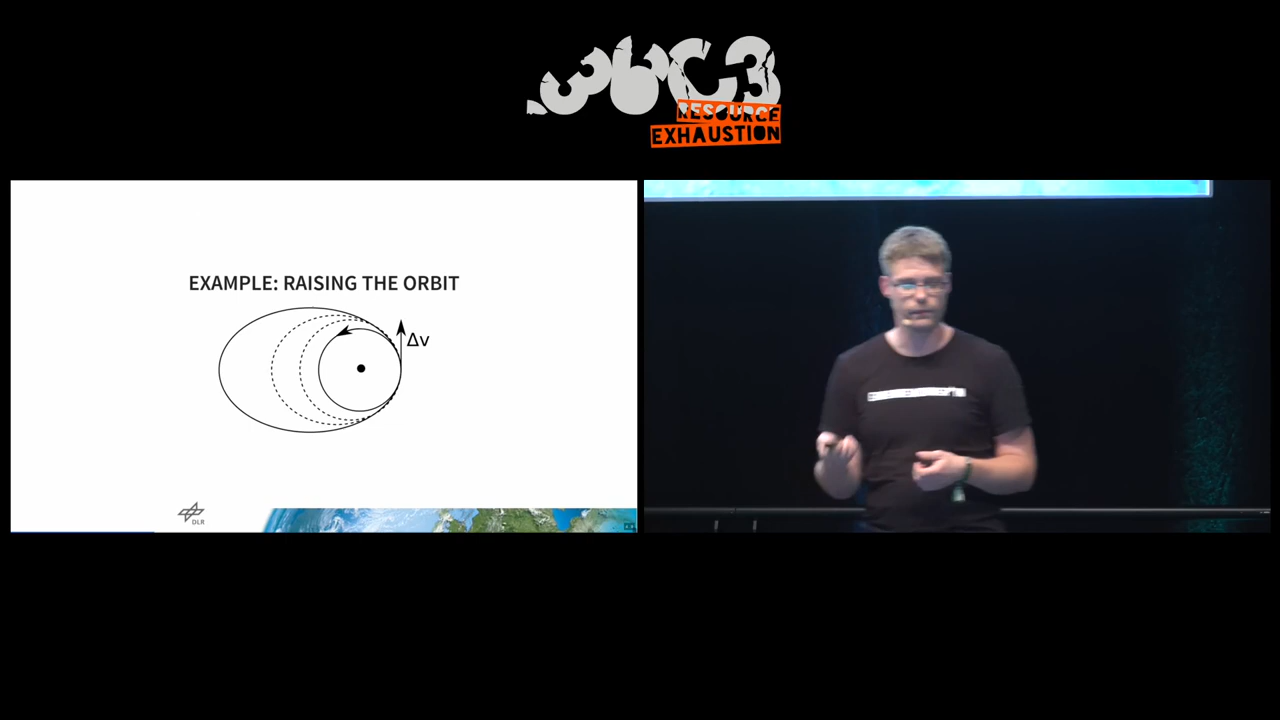 36C3
RESOURCE
EXHAUSTION
EXAMPLE: RAISING THE ORBIT
Δv
DLR